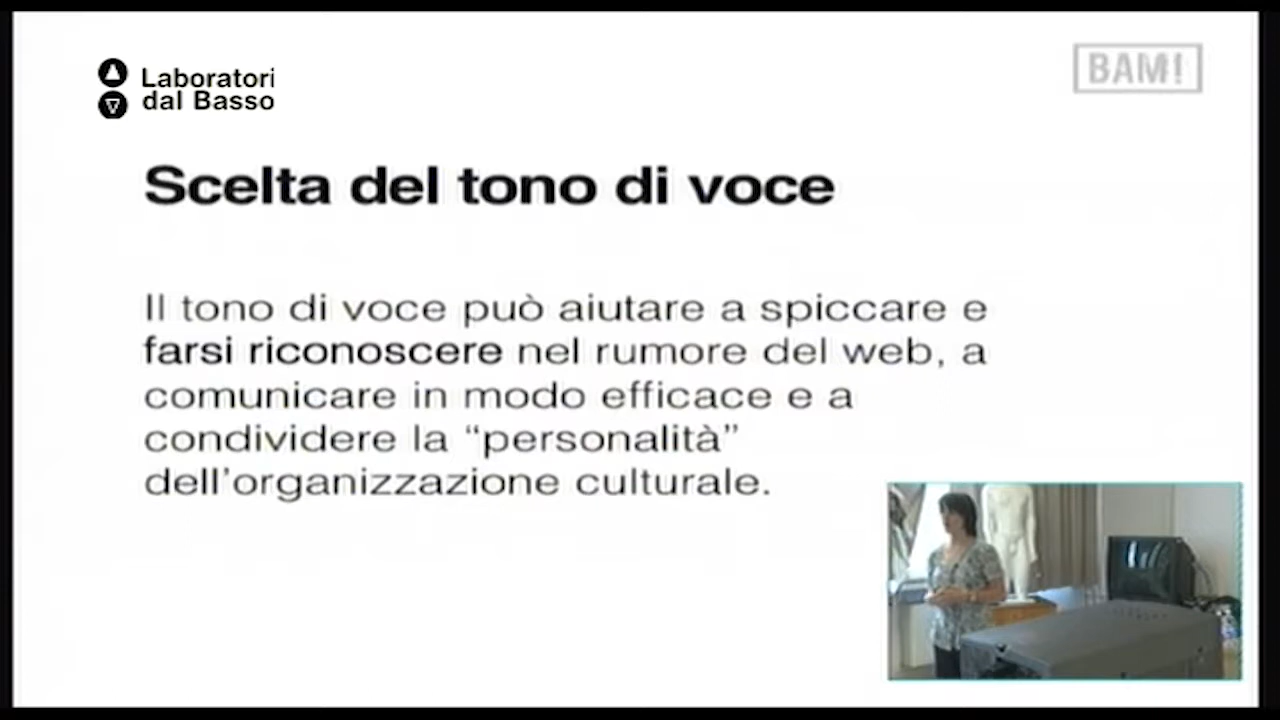 Laboratori
dal Basso
BAM!
Scelta del tono di voce
Il tono di voce può aiutare a spiccare e
farsi riconoscere nel rumore del web, a
comunicare in modo efficace e a
condividere la “personalità”
dell’organizzazione culturale.